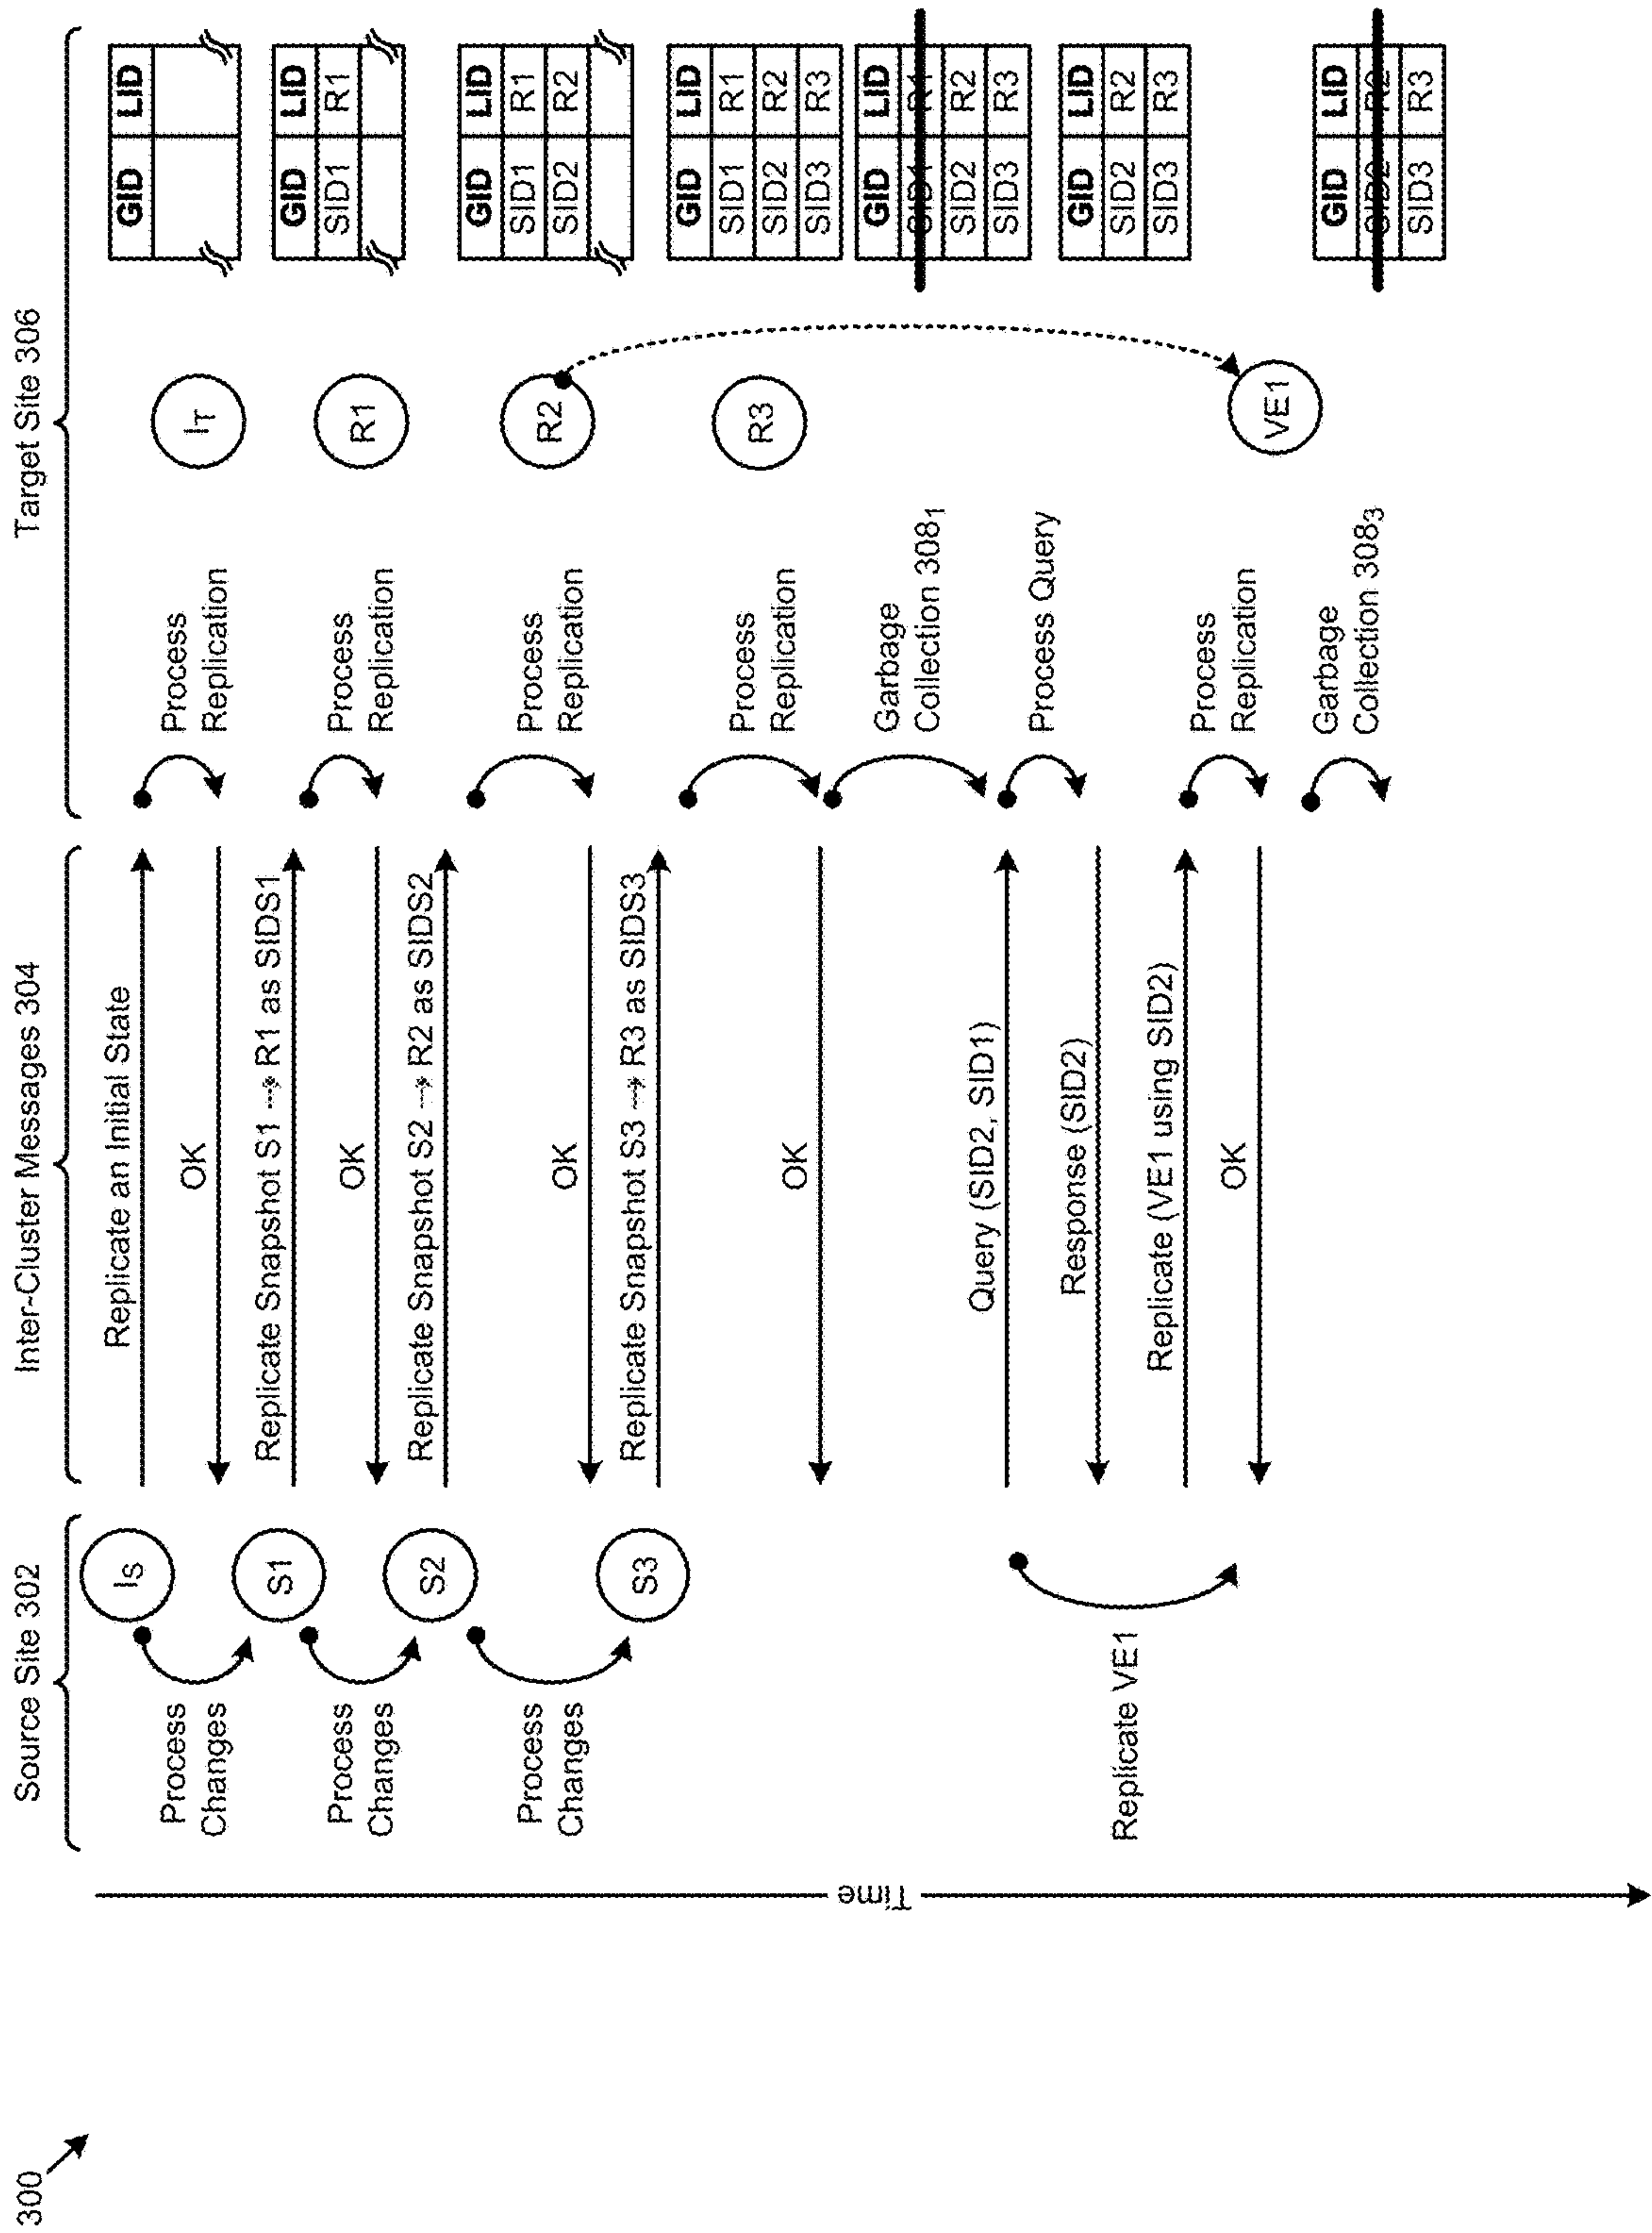 300
Source Site 302
Inter-Cluster Messages 304
Target Site 306
Time
IS
Process
Changes
S1
Process
Changes
S2
Process
Changes
S3
Replicate VE1
Replicate an Initial State
OK
Replicate Snapshot S1 → R1 as SIDS1
OK
Replicate Snapshot S2 → R2 as SIDS2
OK
Replicate Snapshot S3 → R3 as SIDS3
OK
Query (SID2, SID1)
Response (SID2)
Replicate (VE1 using SID2)
OK
Process
Replication
Process
Replication
Process
Replication
Process
Replication
Garbage
Collection 3081
Process Query
Process
Replication
Garbage
Collection 3083
IT
R1
R2
R3
VE1
GID LID
GID LID
SID1 R1
GID LID
SID1 R1
SID2 R2
GID LID
SID1 R1
SID2 R2
SID3 R3
GID LID
SID1 R1
SID2 R2
SID3 R3
GID LID
SID2 R2
SID3 R3
GID LID
SID2 R2
SID3 R3